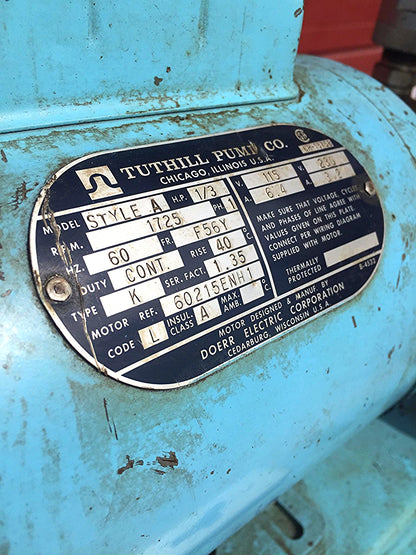 TUTHILL PUMP CO.
CHICAGO, ILLINOIS U.S.A.
MODEL STYLE A H.P. 1/3
R.P.M. 1725 PH 1
HZ. 60 FR. F56Y
DUTY CONT. RISE 40 °C
TYPE K SER. FACT. 1.35
MOTOR REF. 60215ENH1
CODE L INSUL. CLASS A MAX. AMB. °C
V. 115 V. 230
A. 6.4 A. 3.2
MAKE SURE THAT VOLTAGE, CYCLES
AND PHASES OF LINE AGREE WITH
VALUES GIVEN ON THIS PLATE.
CONNECT PER WIRING DIAGRAM
SUPPLIED WITH MOTOR.
THERMALLY
PROTECTED
B-4532
MOTOR DESIGNED & MANUF. BY
DOERR ELECTRIC CORPORATION
CEDARBURG, WISCONSIN U.S.A.